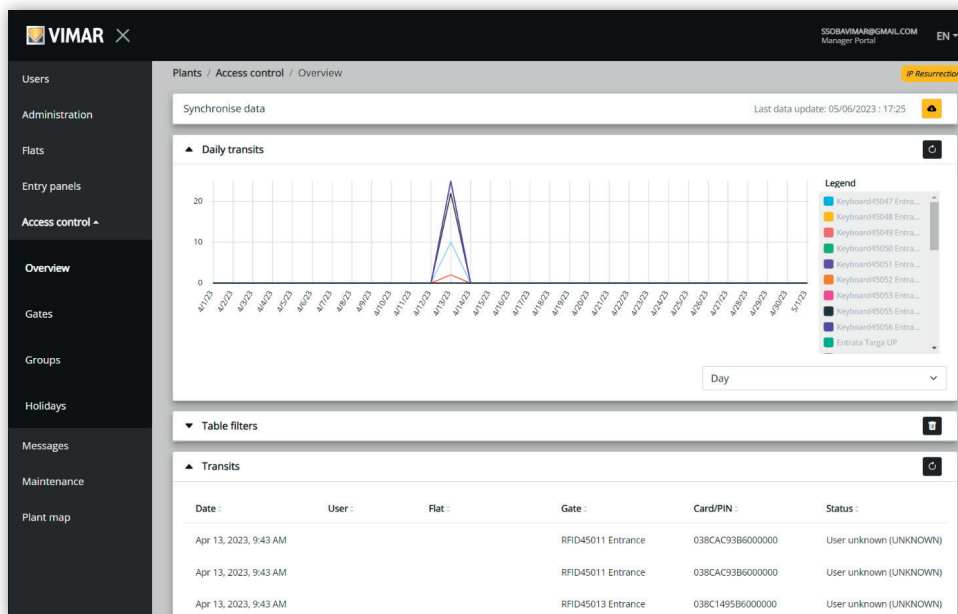 VIMAR
SSOBAVIMAR@GMAIL.COM
Manager Portal
EN
Users
Administration
Flats
Entry panels
Access control
Overview
Gates
Groups
Holidays
Messages
Maintenance
Plant map
Plants / Access control / Overview
IP Resurrection
Synchronise data
Last data update: 05/06/2023 : 17:25
Daily transits
20
10
0
4/1/23 4/2/23 4/3/23 4/4/23 4/5/23 4/6/23 4/7/23 4/8/23 4/9/23 4/10/23 4/11/23 4/12/23 4/13/23 4/14/23 4/15/23 4/16/23 4/17/23 4/18/23 4/19/23 4/20/23 4/21/23 4/22/23 4/23/23 4/24/23 4/25/23 4/26/23 4/27/23 4/28/23 4/29/23 4/30/23 5/1/23
Legend
Keyboard45047 Entra...
Keyboard45048 Entra...
Keyboard45049 Entra...
Keyboard45050 Entra...
Keyboard45051 Entra...
Keyboard45052 Entra...
Keyboard45053 Entra...
Keyboard45055 Entra...
Keyboard45056 Entra...
Entrata Targa UP
Day
Table filters
Transits
Date User Flat Gate Card/PIN Status
Apr 13, 2023, 9:43 AM RFID45011 Entrance 038CAC93B6000000 User unknown (UNKNOWN)
Apr 13, 2023, 9:43 AM RFID45011 Entrance 038CAC93B6000000 User unknown (UNKNOWN)
Apr 13, 2023, 9:43 AM RFID45013 Entrance 038C1495B6000000 User unknown (UNKNOWN)